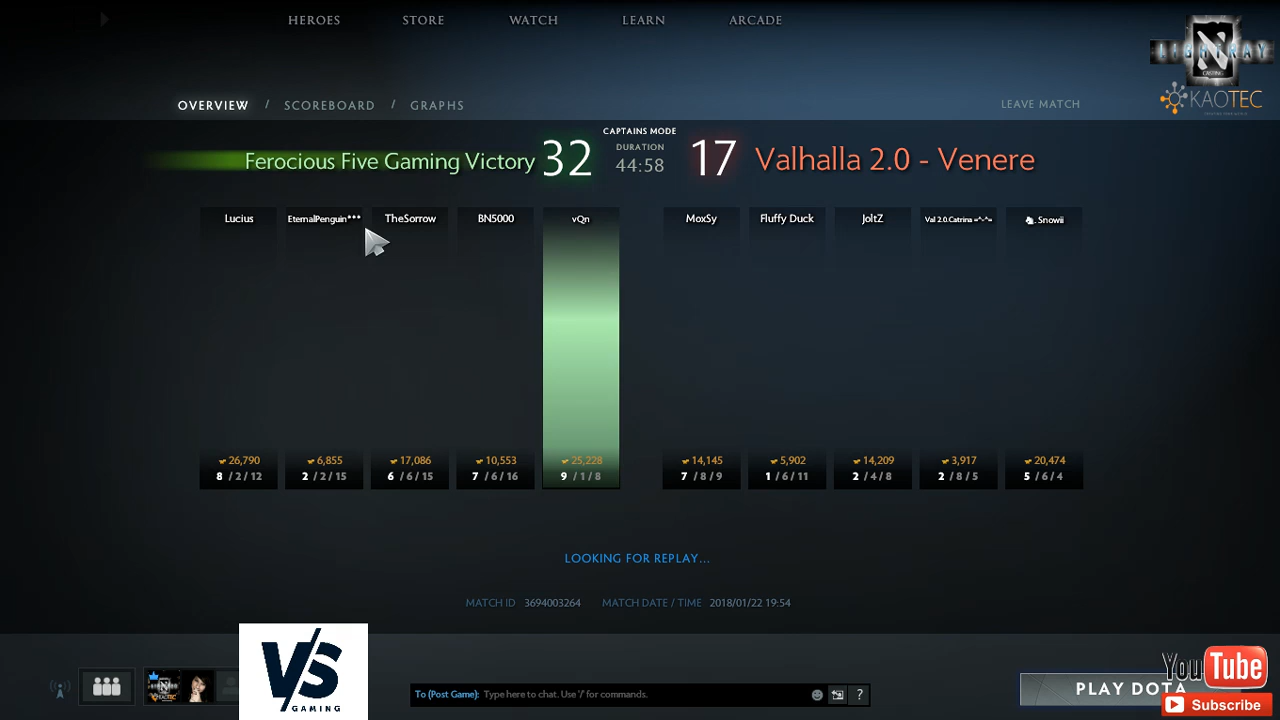 HEROES STORE WATCH LEARN ARCADE
LIGHTRAY
CASTING
KAOTEC
OVERVIEW / SCOREBOARD / GRAPHS LEAVE MATCH
CAPTAINS MODE
Ferocious Five Gaming Victory 32 DURATION 44:58 17 Valhalla 2.0 - Venere
Lucius EternalPenguin*** TheSorrow BN5000 vQn MoxSy Fluffy Duck JoltZ Val 2.0.Catrina =^-^= Snowii
26,790 6,855 17,086 10,553 25,228 14,145 5,902 14,209 3,917 20,474
8 / 2 / 12 2 / 2 / 15 6 / 6 / 15 7 / 6 / 16 9 / 1 / 8 7 / 8 / 9 1 / 6 / 11 2 / 4 / 8 2 / 8 / 5 5 / 6 / 4
LOOKING FOR REPLAY...
MATCH ID 3694003264 MATCH DATE / TIME 2018/01/22 19:54
VS
GAMING
To (Post Game): Type here to chat. Use '/' for commands. ?
PLAY DOTA
YouTube
Subscribe